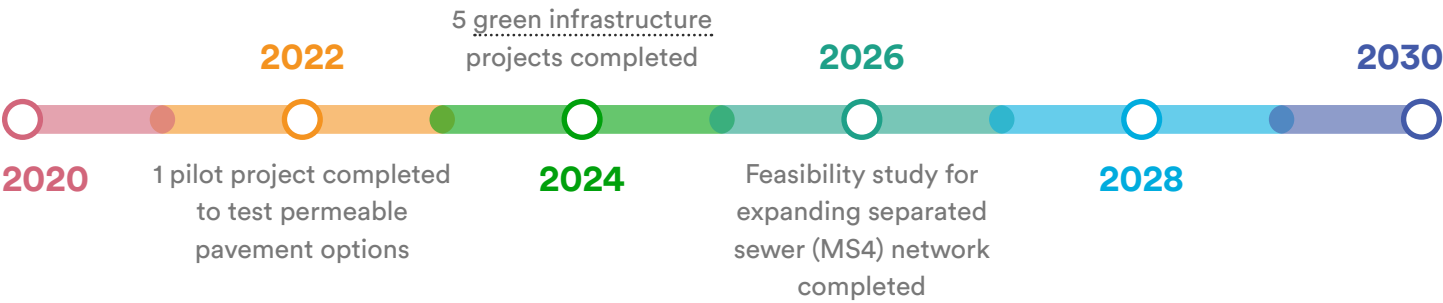 2020
2022
1 pilot project completed
to test permeable
pavement options
5 green infrastructure
projects completed
2024
2026
Feasibility study for
expanding separated
sewer (MS4) network
completed
2028
2030